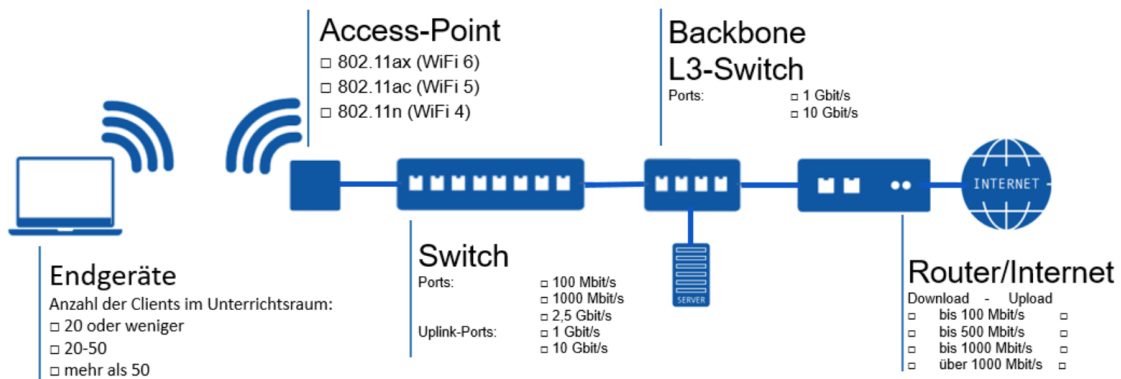 Access-Point
□ 802.11ax (WiFi 6)
□ 802.11ac (WiFi 5)
□ 802.11n (WiFi 4)
Backbone
L3-Switch
Ports: □ 1 Gbit/s
□ 10 Gbit/s
INTERNET
SERVER
Endgeräte
Anzahl der Clients im Unterrichtsraum:
□ 20 oder weniger
□ 20-50
□ mehr als 50
Switch
Ports: □ 100 Mbit/s
□ 1000 Mbit/s
□ 2,5 Gbit/s
Uplink-Ports: □ 1 Gbit/s
□ 10 Gbit/s
Router/Internet
Download - Upload
□ bis 100 Mbit/s □
□ bis 500 Mbit/s □
□ bis 1000 Mbit/s □
□ über 1000 Mbit/s □